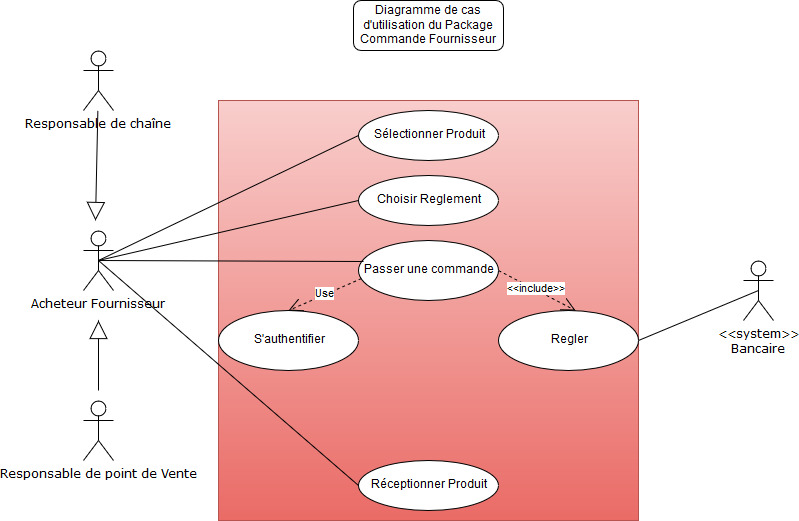 Diagramme de cas
d'utilisation du Package
Commande Fournisseur
Responsable de chaîne
Sélectionner Produit
Choisir Reglement
Passer une commande
Use
<<include>>
Acheteur Fournisseur
S'authentifier
Regler
<<system>>
Bancaire
Responsable de point de Vente
Réceptionner Produit